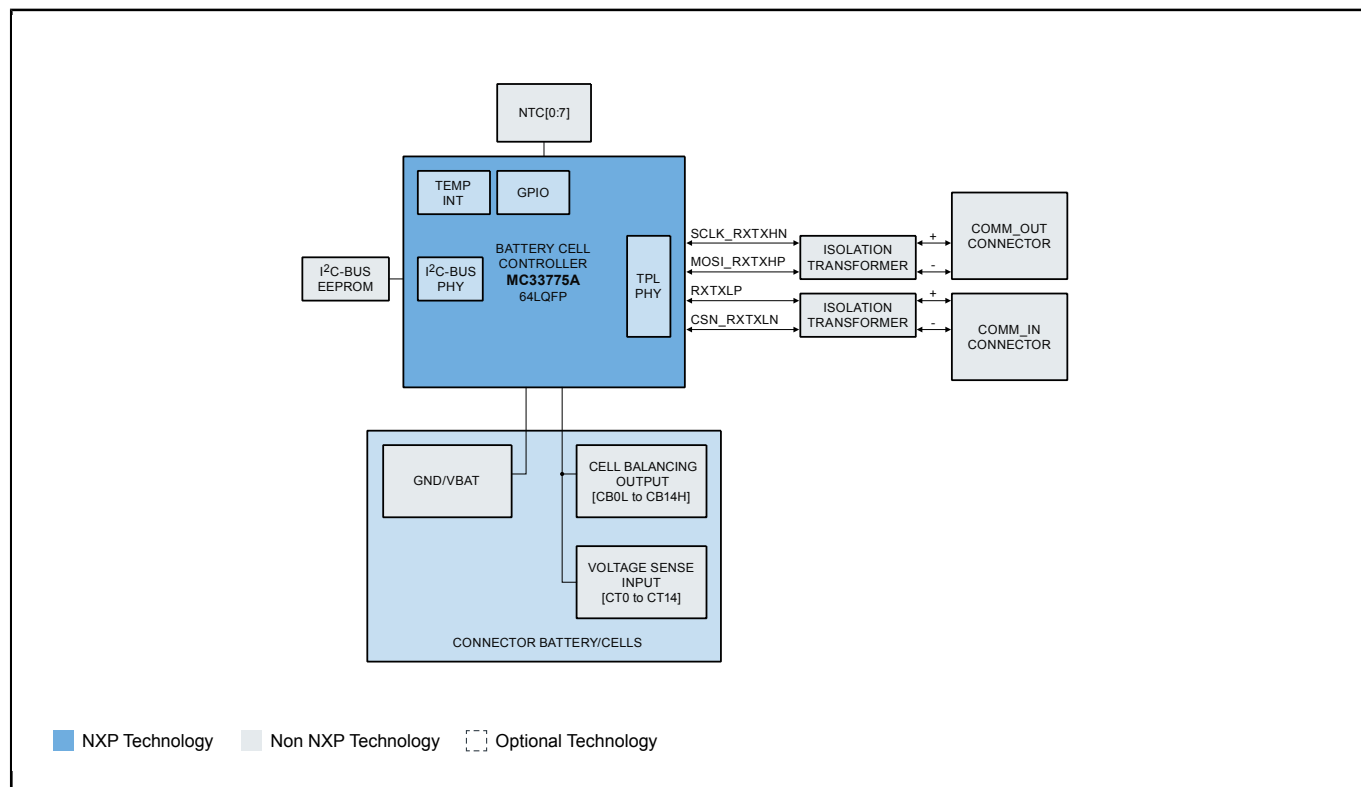 NTC[0:7]
TEMP
INT
GPIO
BATTERY CELL
CONTROLLER
MC33775A
64LQFP
I²C-BUS
EEPROM
I²C-BUS
PHY
TPL
PHY
SCLK_RXTXHN
MOSI_RXTXHP
RXTXLP
CSN_RXTXLN
ISOLATION
TRANSFORMER
ISOLATION
TRANSFORMER
+
-
+
-
COMM_OUT
CONNECTOR
COMM_IN
CONNECTOR
GND/VBAT
CELL BALANCING
OUTPUT
[CB0L to CB14H]
VOLTAGE SENSE
INPUT
[CT0 to CT14]
CONNECTOR BATTERY/CELLS
NXP Technology
Non NXP Technology
Optional Technology